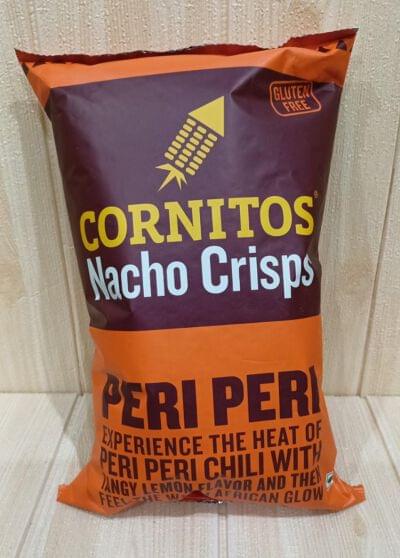 GLUTEN
FREE
CORNITOS®
Nacho Crisps
PERI PERI
EXPERIENCE THE HEAT OF
PERI PERI CHILI WITH
TANGY LEMON FLAVOR AND THEN
FEEL THE AFRICAN GLOW